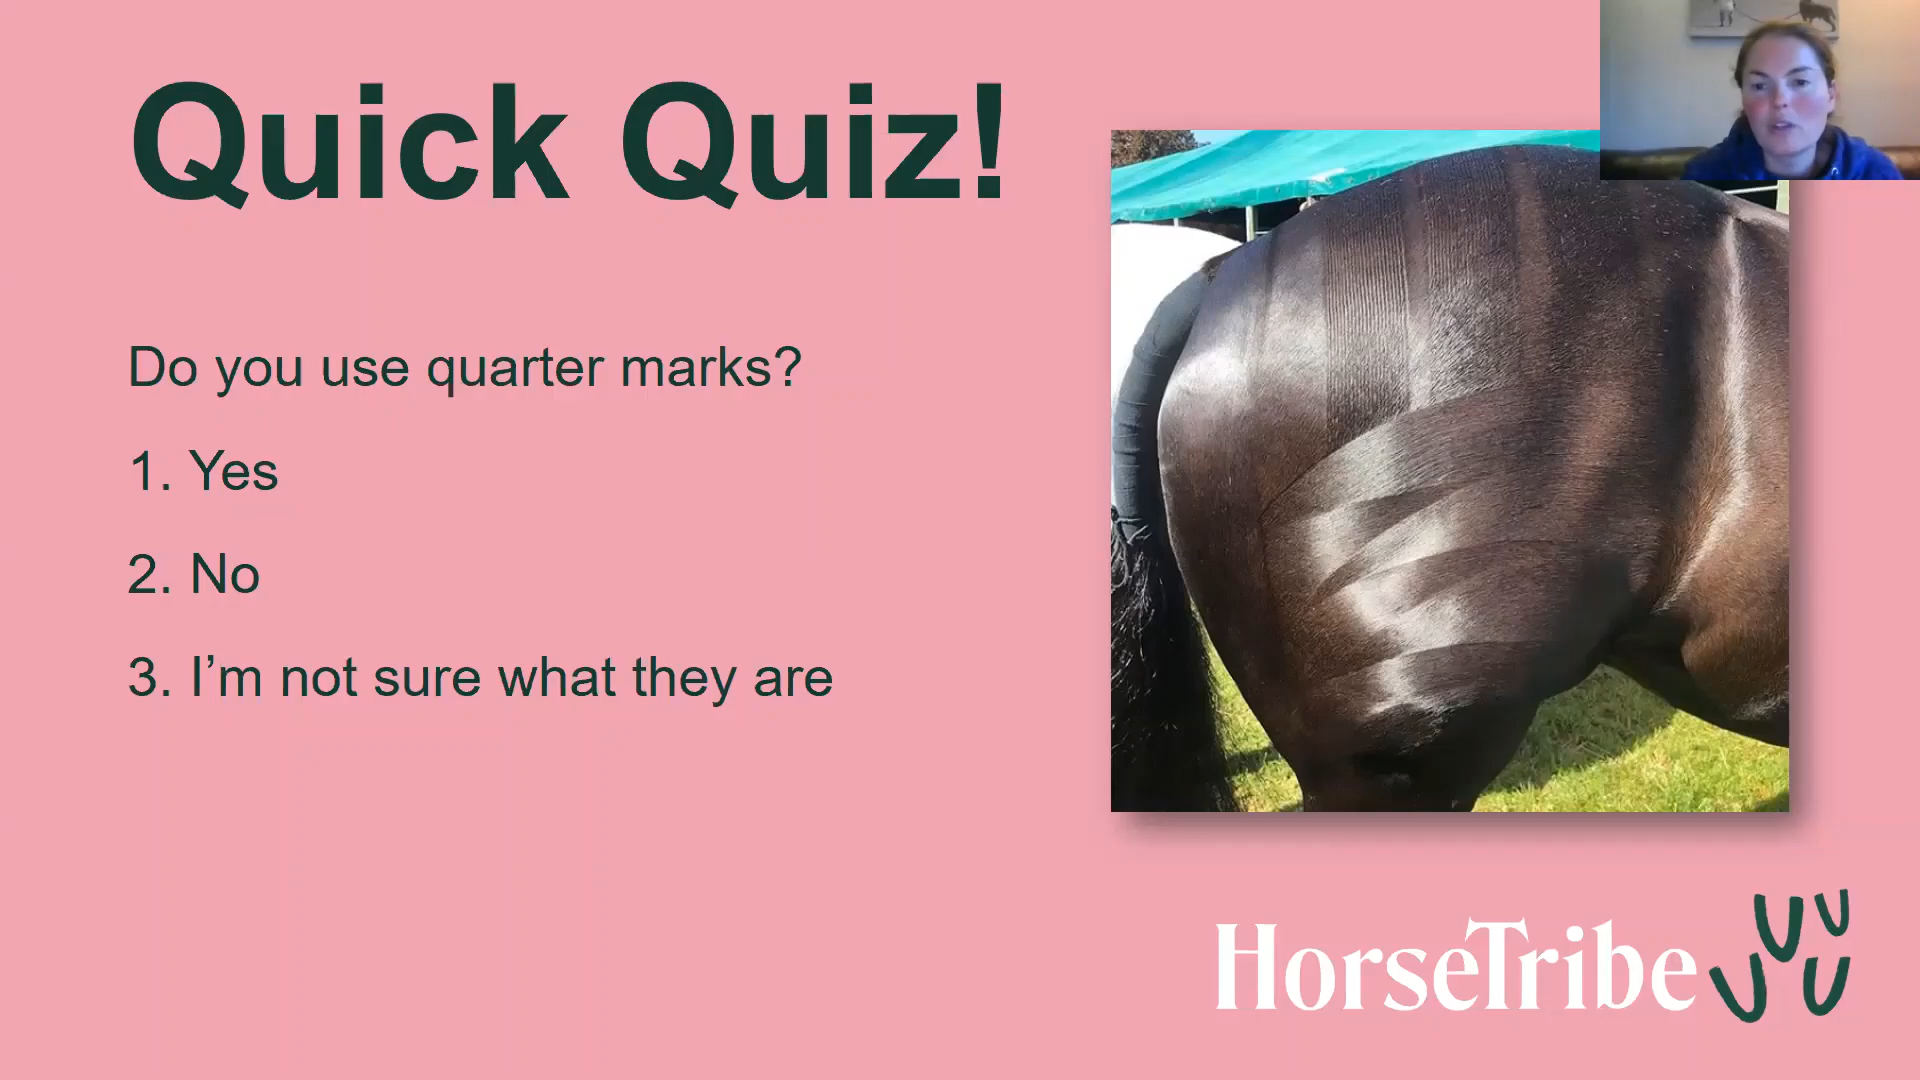 Quick Quiz!
Do you use quarter marks?
1. Yes
2. No
3. I’m not sure what they are
HorseTribe